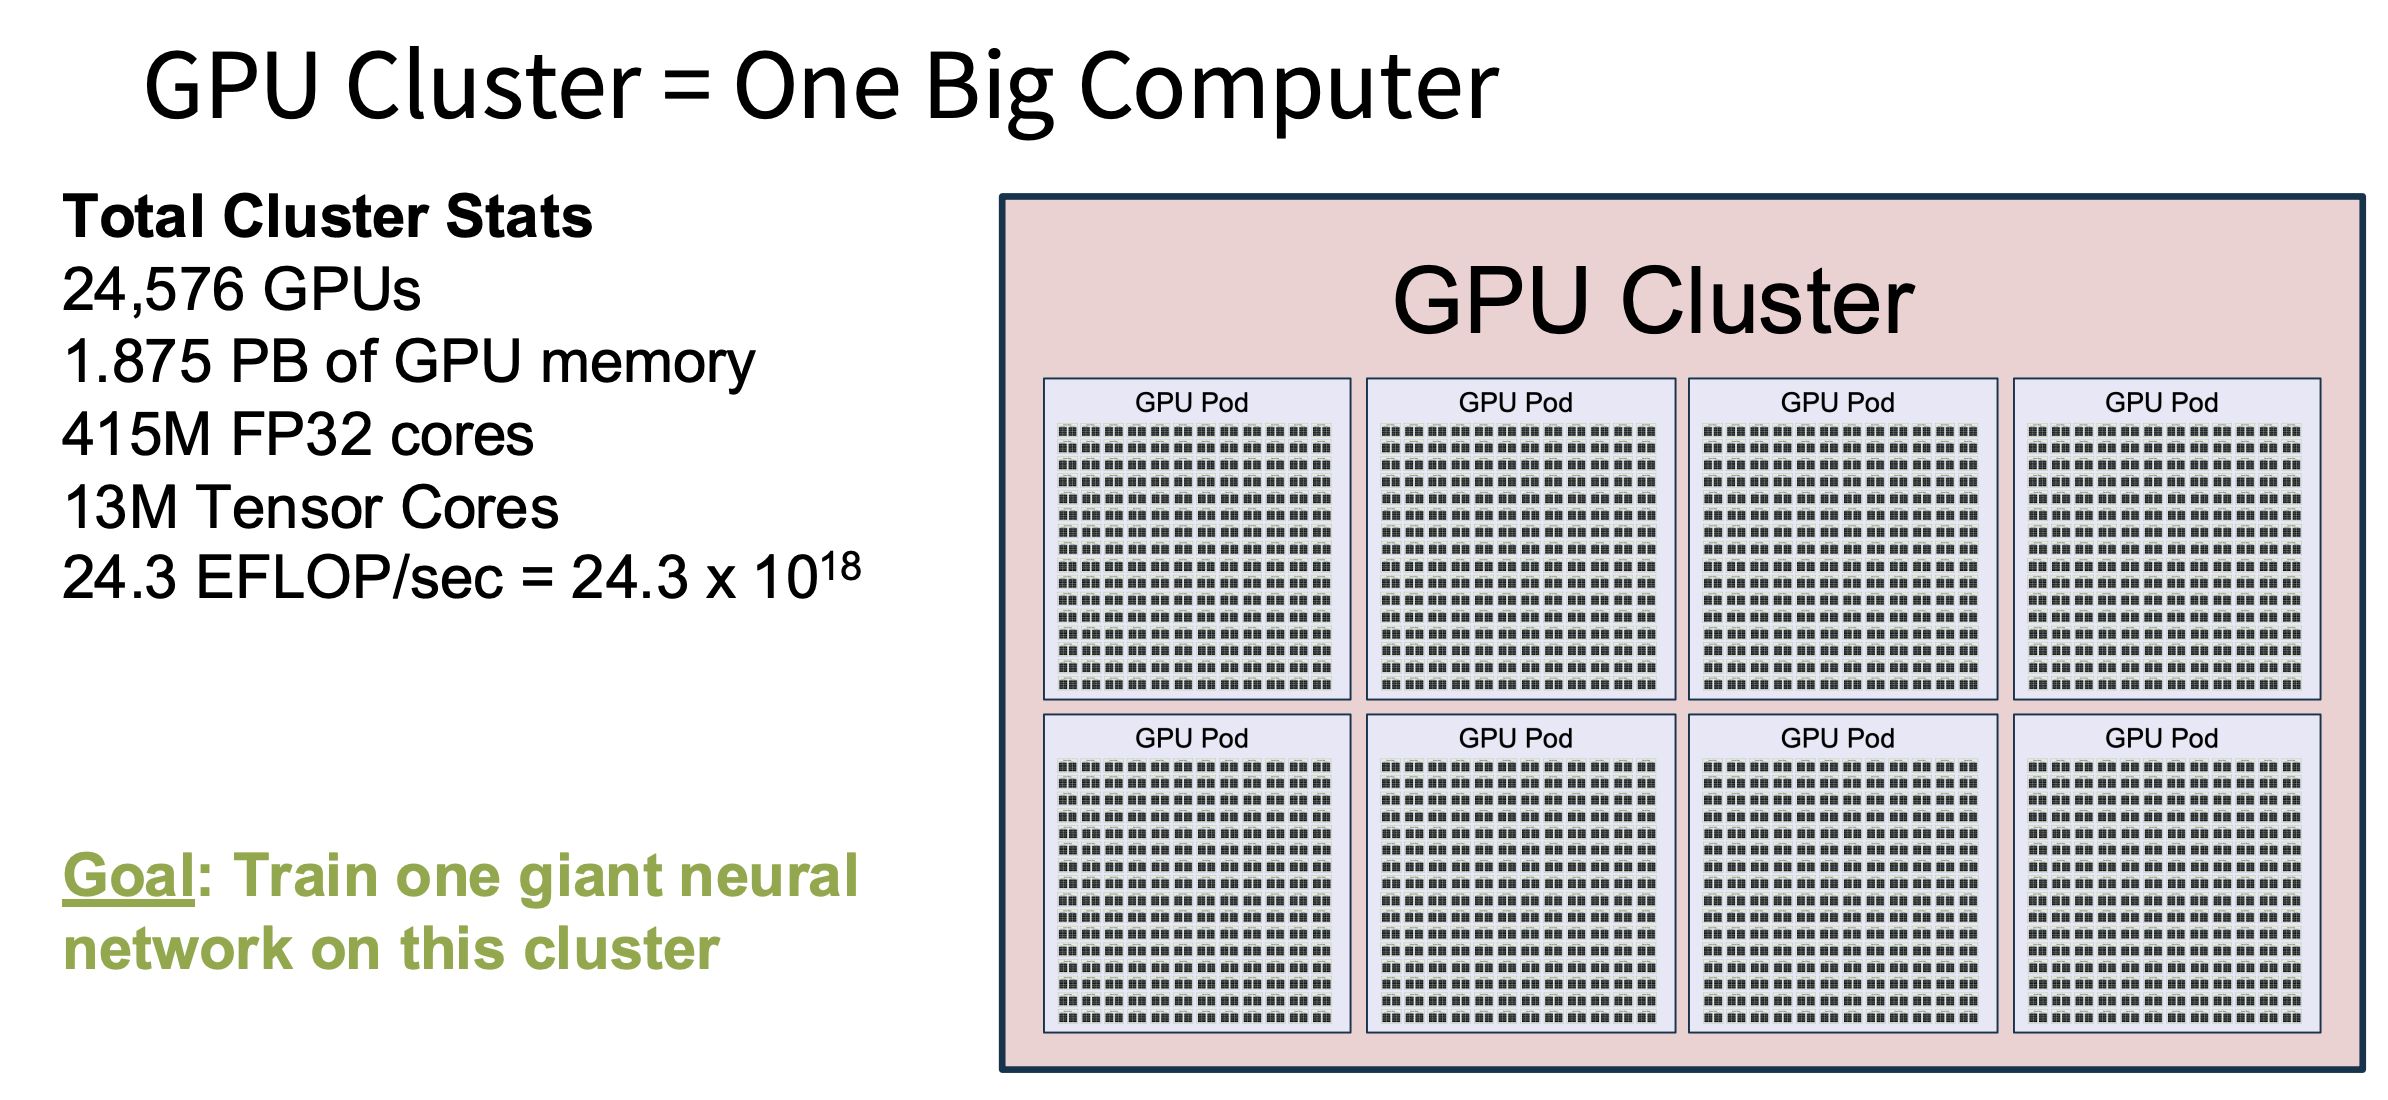 GPU Cluster = One Big Computer
Total Cluster Stats
24,576 GPUs
1.875 PB of GPU memory
415M FP32 cores
13M Tensor Cores
24.3 EFLOP/sec = 24.3 x 10¹⁸
Goal: Train one giant neural
network on this cluster
GPU Cluster
GPU Pod
GPU Pod
GPU Pod
GPU Pod
GPU Pod
GPU Pod
GPU Pod
GPU Pod